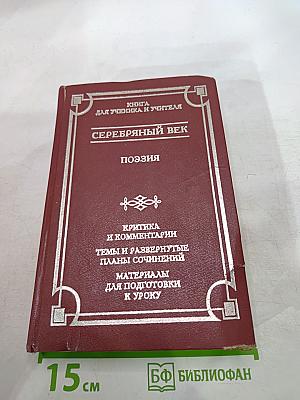 КНИГА
ДЛЯ УЧЕНИКА И УЧИТЕЛЯ
СЕРЕБРЯНЫЙ ВЕК
ПОЭЗИЯ
КРИТИКА
И КОММЕНТАРИИ
ТЕМЫ И РАЗВЕРНУТЫЕ
ПЛАНЫ СОЧИНЕНИЙ
МАТЕРИАЛЫ
ДЛЯ ПОДГОТОВКИ
К УРОКУ
15 см
БФ БИБЛИОФАН